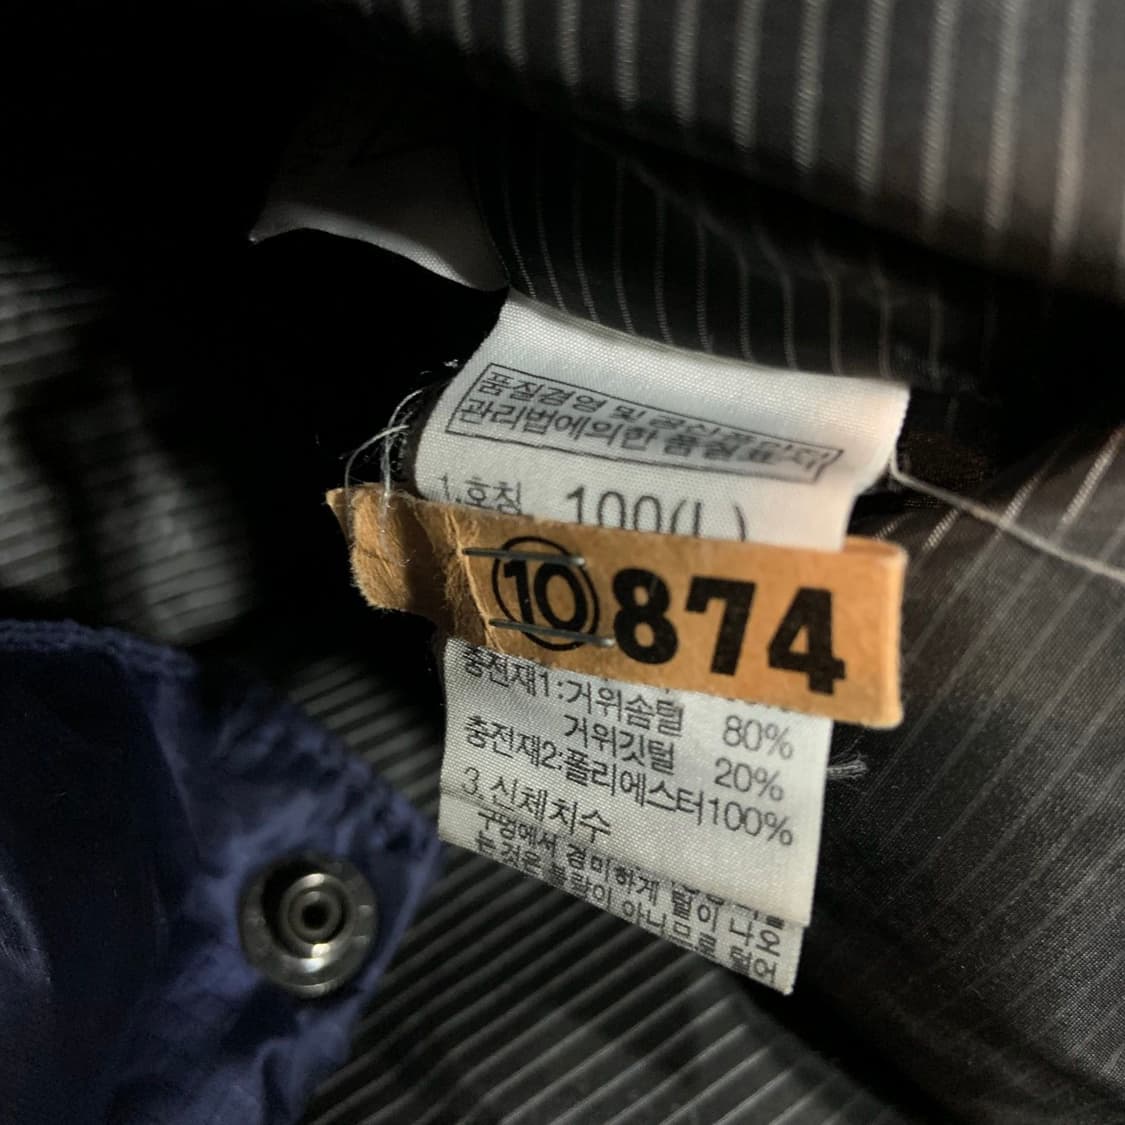 품질경영 및 공산품안전
관리법에의한 품질표시
1.호칭 100(L)
⑩874
충전재1:거위솜털 80%
거위깃털 20%
충전재2:폴리에스터100%
3.신체치수
구멍에서 경미하게 털이 나오
는것은 불량이 아니므로 털어